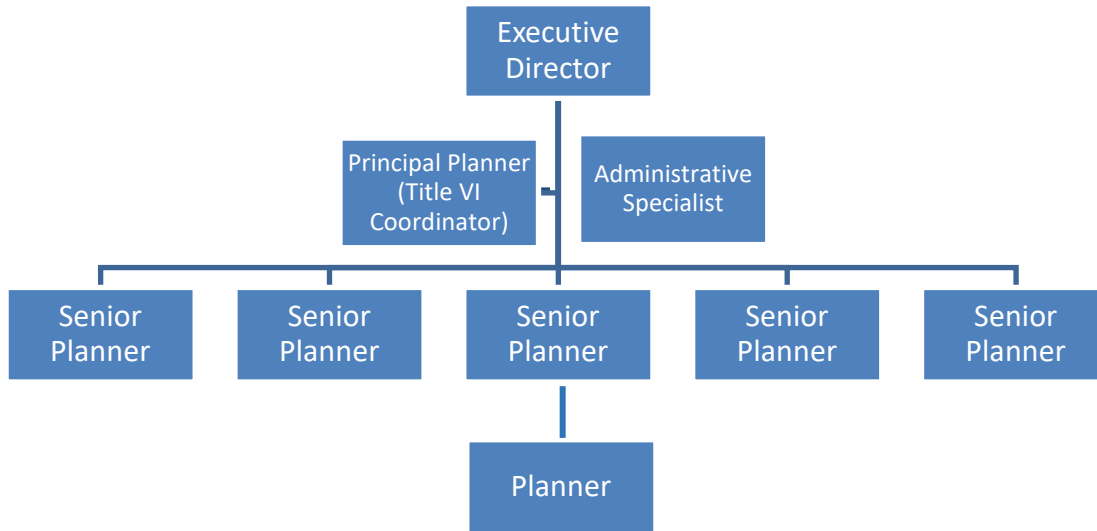 Executive
Director
Principal Planner
(Title VI
Coordinator)
Administrative
Specialist
Senior
Planner
Senior
Planner
Senior
Planner
Senior
Planner
Senior
Planner
Planner